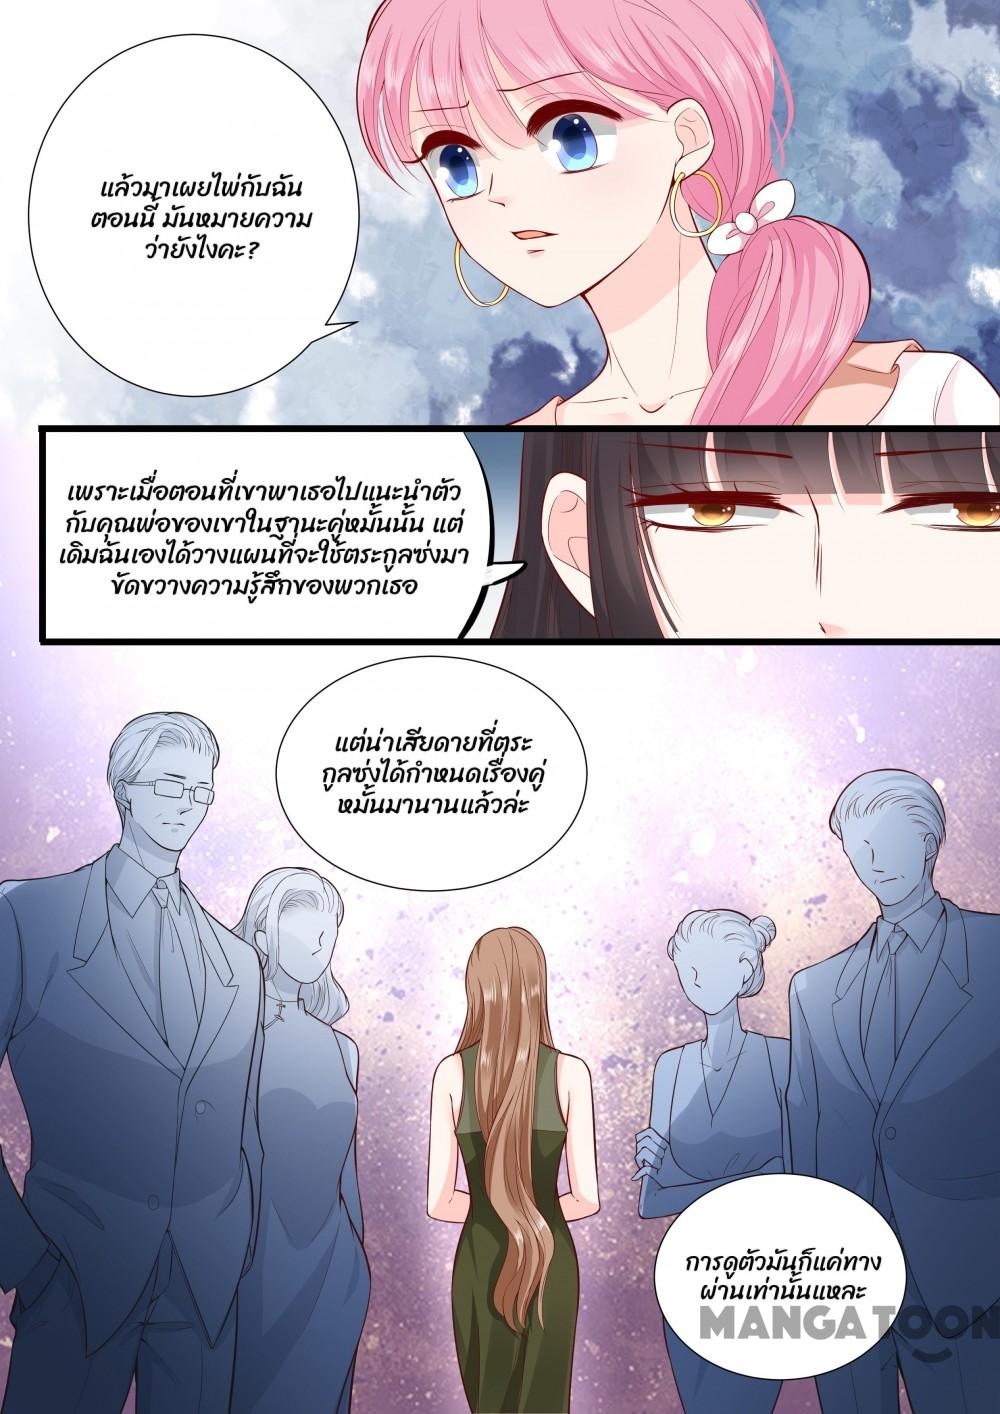 แล้วมาเผยไพ่กับฉัน
ตอนนี้ มันหมายความ
ว่ายังไงคะ?
เพราะเมื่อตอนที่เขาพาเธอไปแนะนำตัว
กับคุณพ่อของเขาในฐานะคู่หมั้นนั้น แต่
เดิมฉันเองได้วางแผนที่จะใช้ตระกูลซ่งมา
ขัดขวางความรู้สึกของพวกเธอ
แต่น่าเสียดายที่ตระ
กูลซ่งได้กำหนดเรื่องคู่
หมั้นมานานแล้วล่ะ
การดูตัวมันก็แค่ทาง
ผ่านเท่านั้นแหละ
MANGATOON